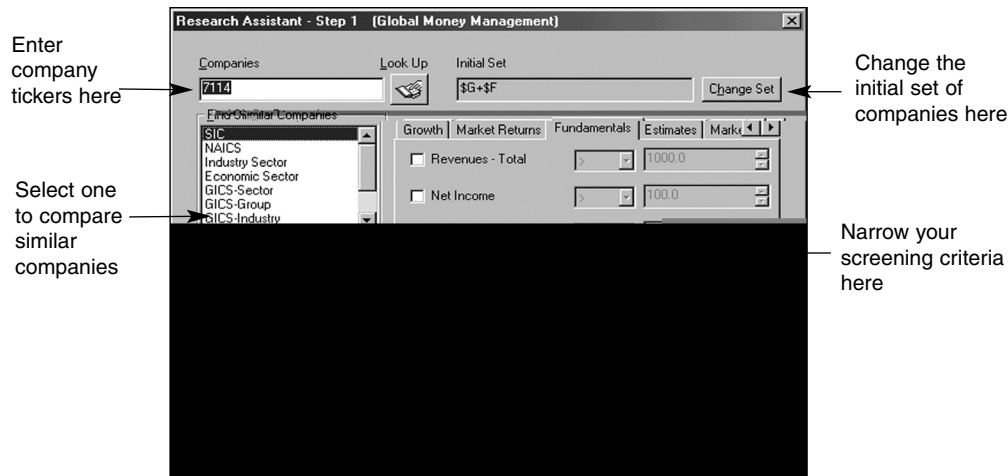 Research Assistant - Step 1 (Global Money Management)
Enter
company
tickers here
Companies
Look Up
Initial Set
7114
$G+$F
Change Set
Change the
initial set of
companies here
Find Similar Companies
SIC
NAICS
Industry Sector
Economic Sector
GICS-Sector
GICS-Group
GICS-Industry
Growth
Market Returns
Fundamentals
Estimates
Revenues - Total
>
1000.0
Net Income
>
100.0
Select one
to compare
similar
companies
Narrow your
screening criteria
here